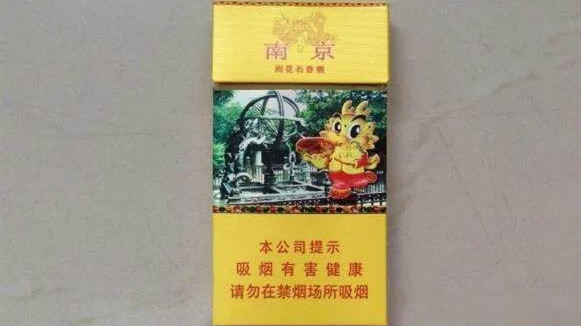 南京
雨花石香烟
本公司提示
吸烟有害健康
请勿在禁烟场所吸烟